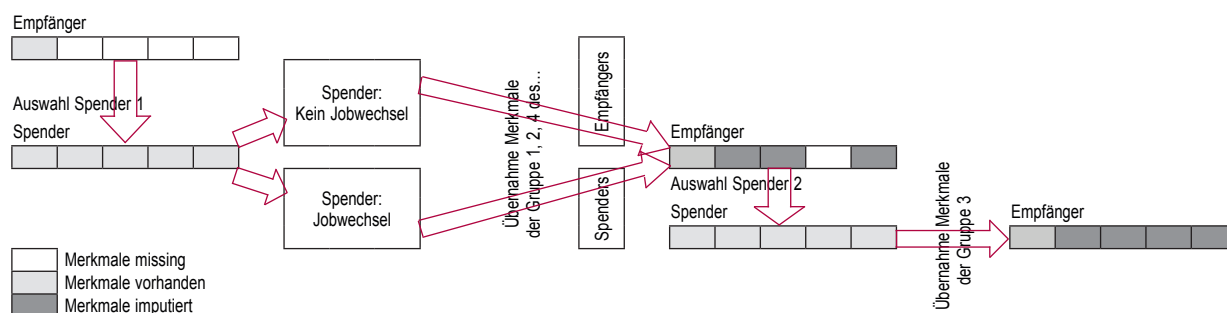 Empfänger
Auswahl Spender 1
Spender
Spender:
Kein Jobwechsel
Spender:
Jobwechsel
Übernahme Merkmale
der Gruppe 1, 2, 4 des...
Empfängers
Spenders
Empfänger
Auswahl Spender 2
Spender
Übernahme Merkmale
der Gruppe 3
Empfänger
Merkmale missing
Merkmale vorhanden
Merkmale imputiert